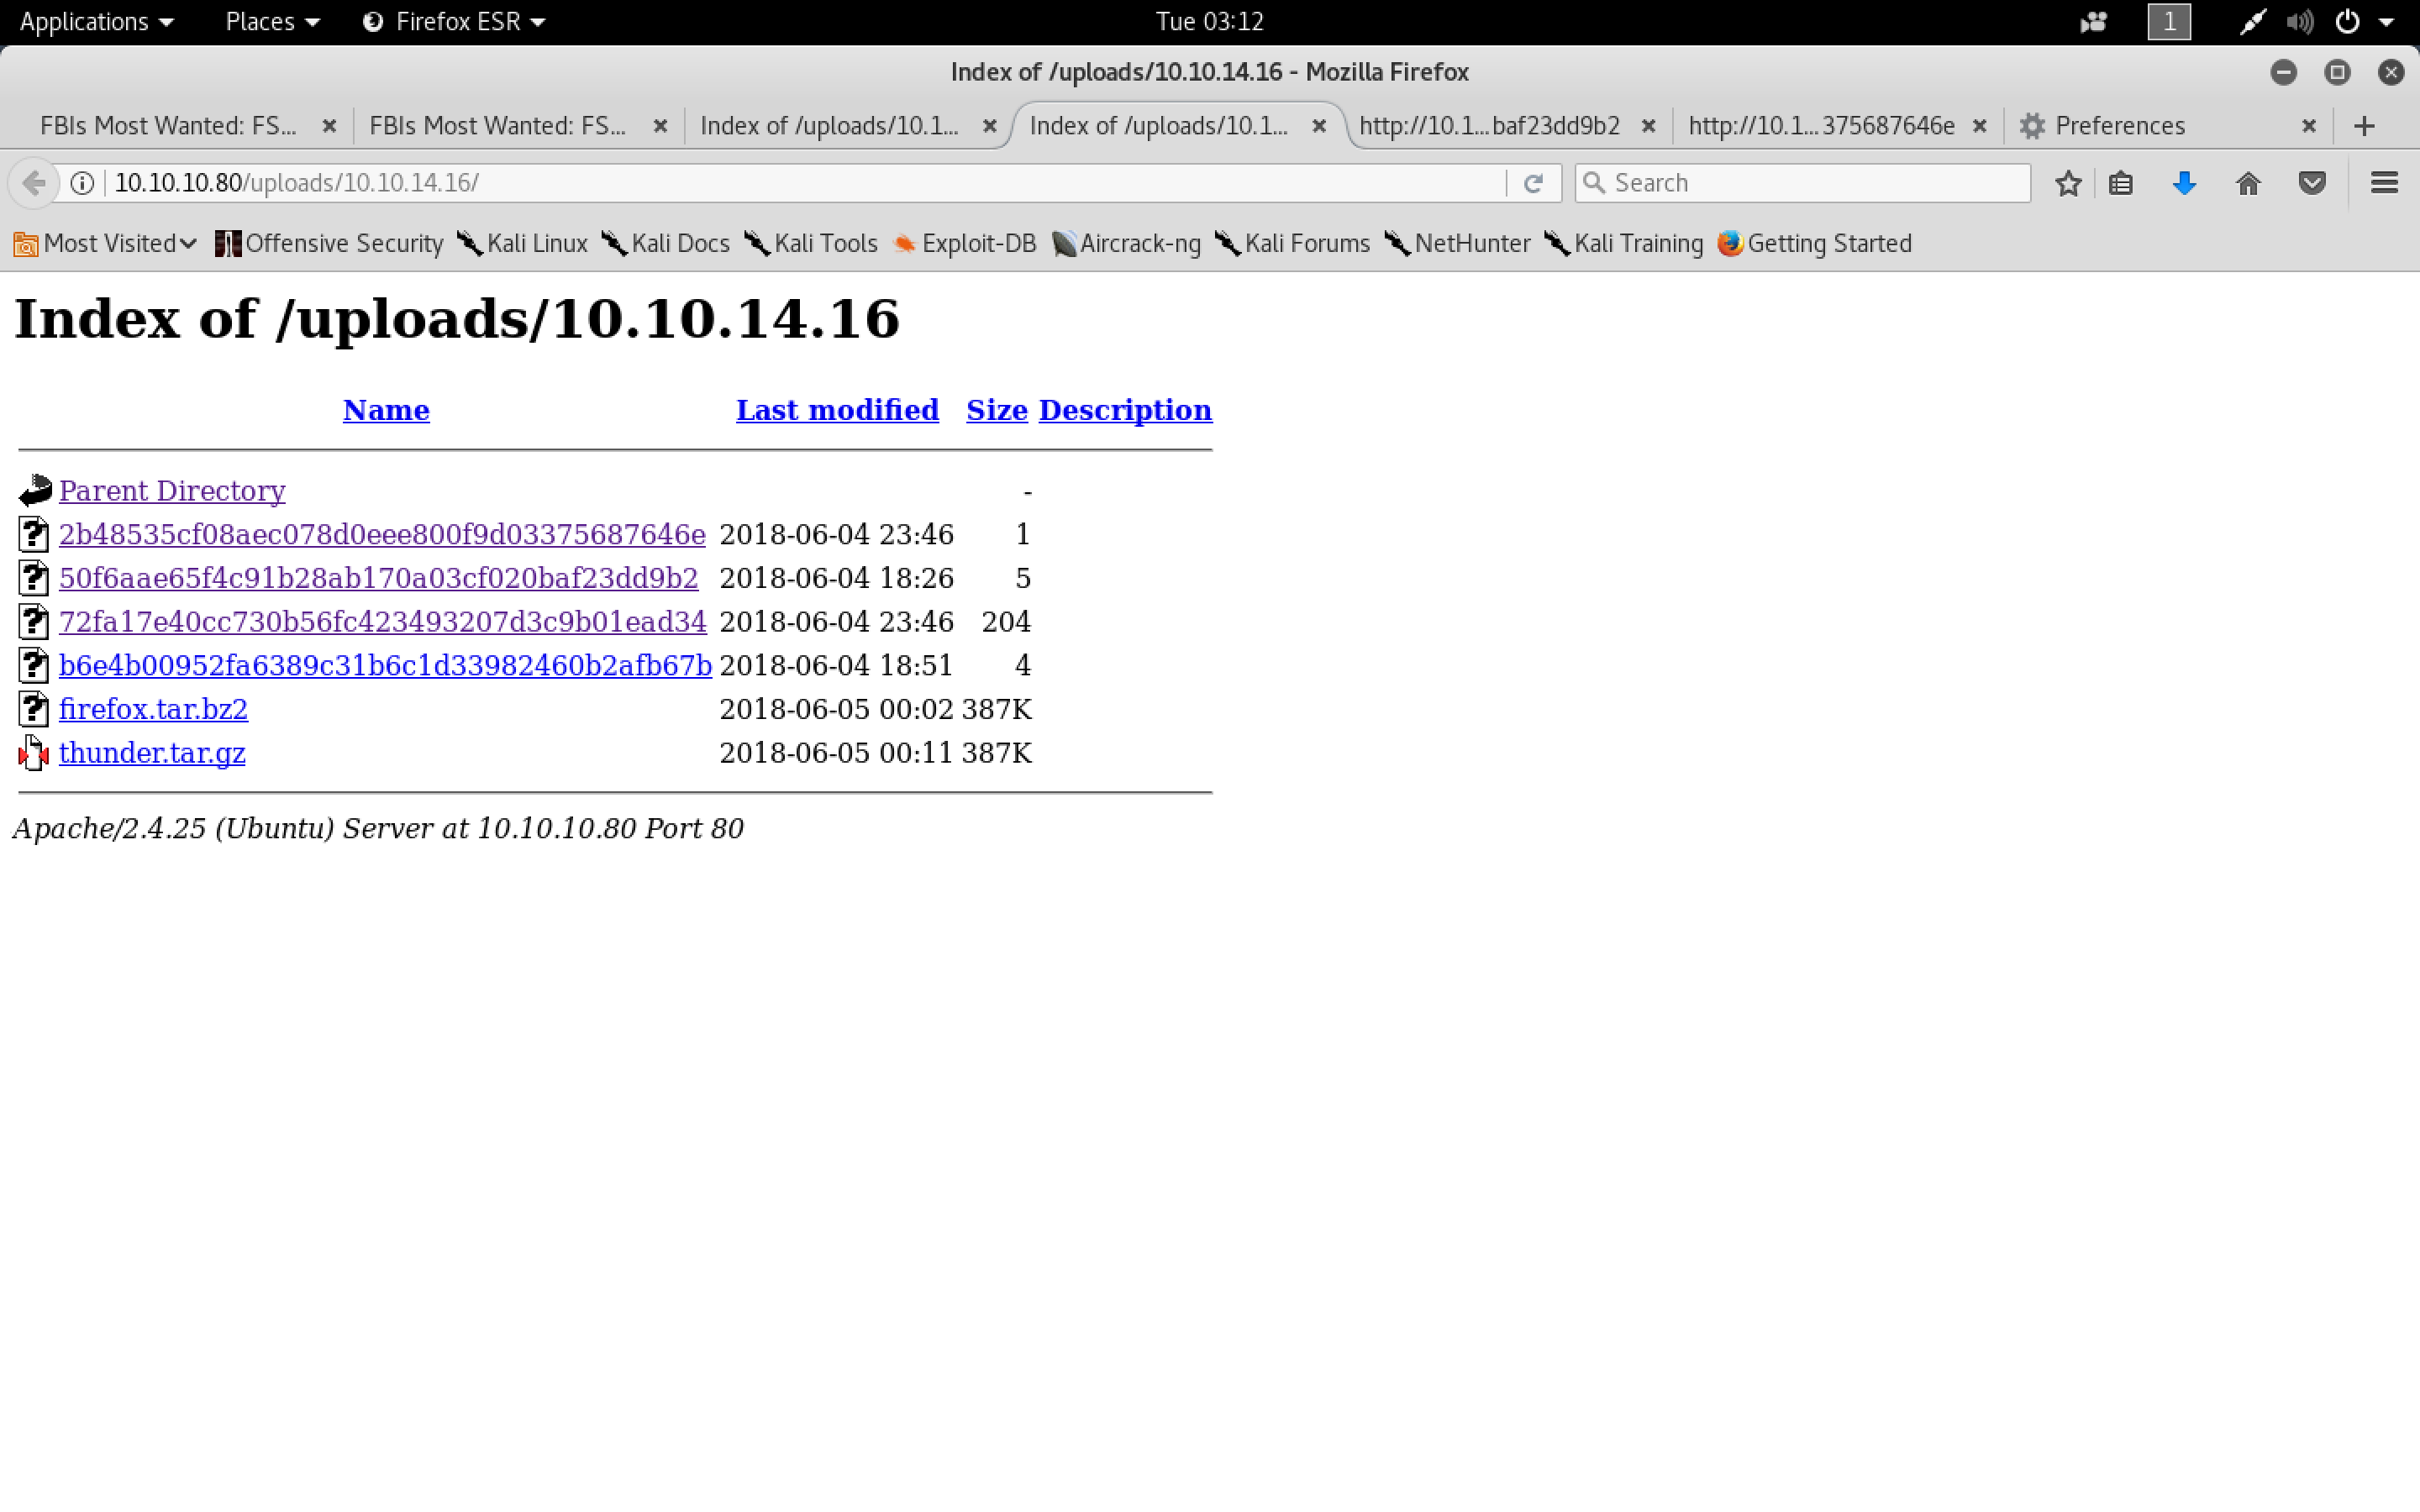 Applications Places Firefox ESR Tue 03:12 1
Index of /uploads/10.10.14.16 - Mozilla Firefox
FBIs Most Wanted: FS... FBIs Most Wanted: FS... Index of /uploads/10.1... Index of /uploads/10.1... http://10.1...baf23dd9b2 http://10.1...375687646e Preferences
10.10.10.80/uploads/10.10.14.16/ Search
Most Visited Offensive Security Kali Linux Kali Docs Kali Tools Exploit-DB Aircrack-ng Kali Forums NetHunter Kali Training Getting Started
Index of /uploads/10.10.14.16
Name Last modified Size Description
Parent Directory -
2b48535cf08aec078d0eee800f9d03375687646e 2018-06-04 23:46 1
50f6aae65f4c91b28ab170a03cf020baf23dd9b2 2018-06-04 18:26 5
72fa17e40cc730b56fc423493207d3c9b01ead34 2018-06-04 23:46 204
b6e4b00952fa6389c31b6c1d33982460b2afb67b 2018-06-04 18:51 4
firefox.tar.bz2 2018-06-05 00:02 387K
thunder.tar.gz 2018-06-05 00:11 387K
Apache/2.4.25 (Ubuntu) Server at 10.10.10.80 Port 80